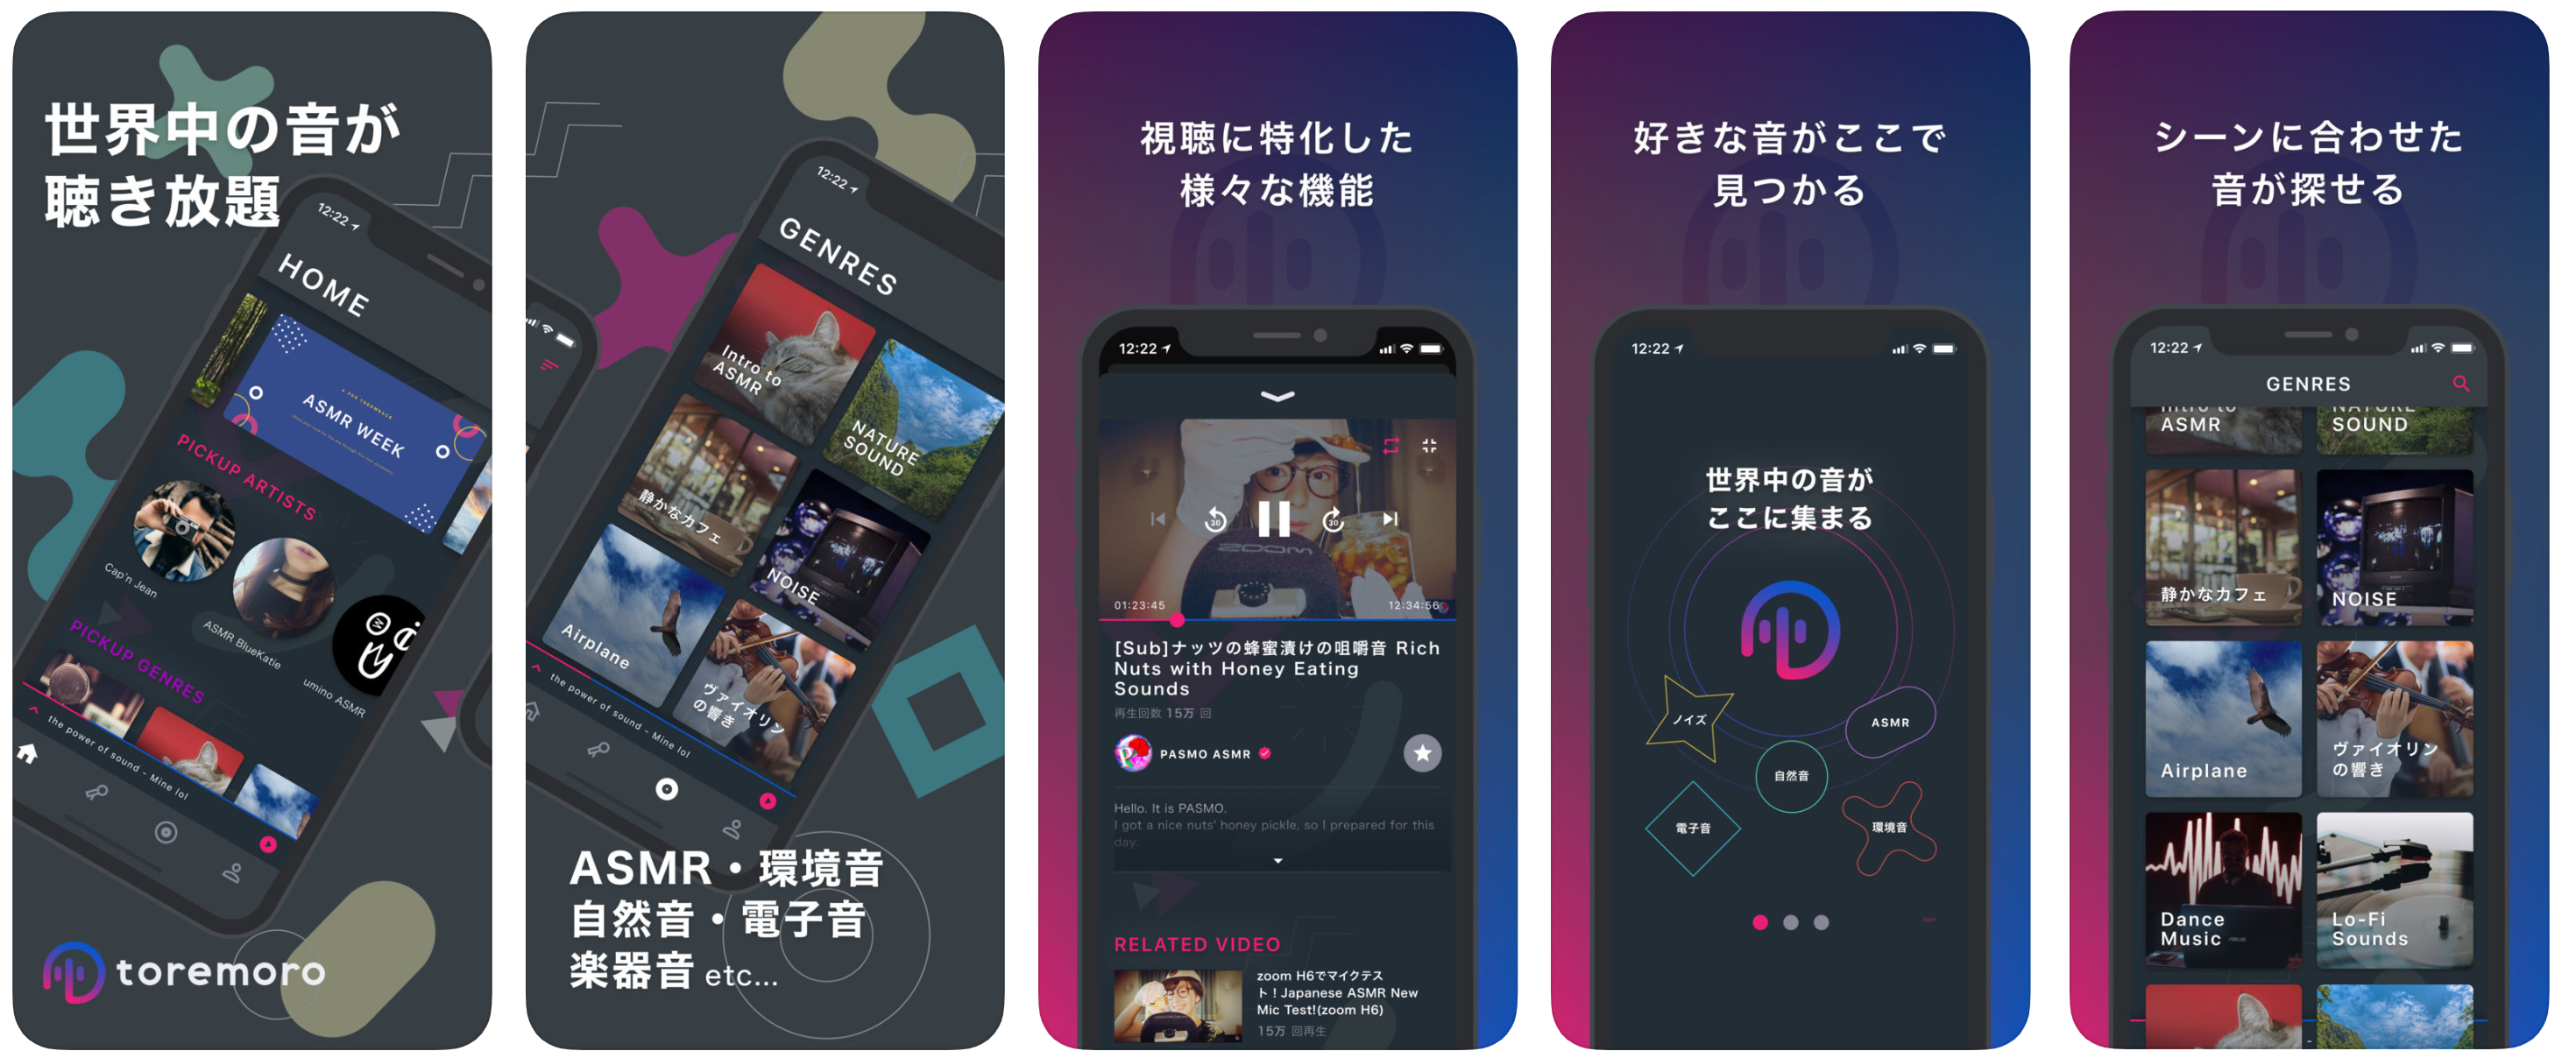 世界中の音が
聴き放題
12:22
HOME
ASMR WEEK
PICKUP ARTISTS
Cap'n Jean
ASMR BlueKatie
umino ASMR
PICKUP GENRES
the power of sound - Mine lol
toremoro
12:22
GENRES
Intro to
ASMR
NATURE
SOUND
静かなカフェ
NOISE
Airplane
ヴァイオリン
の響き
the power of sound - Mine lol
ASMR・環境音
自然音・電子音
楽器音 etc...
視聴に特化した
様々な機能
12:22
30
30
ZOOM
01:23:45
12:34:56
[Sub]ナッツの蜂蜜漬けの咀嚼音 Rich
Nuts with Honey Eating
Sounds
再生回数 15万 回
PASMO ASMR
Hello. It is PASMO.
I got a nice nuts' honey pickle, so I prepared for this
day.
RELATED VIDEO
zoom H6でマイクテス
ト！Japanese ASMR New
Mic Test!(zoom H6)
15万 回再生
好きな音がここで
見つかる
12:22
世界中の音が
ここに集まる
ノイズ
ASMR
自然音
電子音
環境音
シーンに合わせた
音が探せる
12:22
GENRES
Intro to
ASMR
NATURE
SOUND
静かなカフェ
NOISE
Airplane
ヴァイオリン
の響き
Dance
Music
Lo-Fi
Sounds